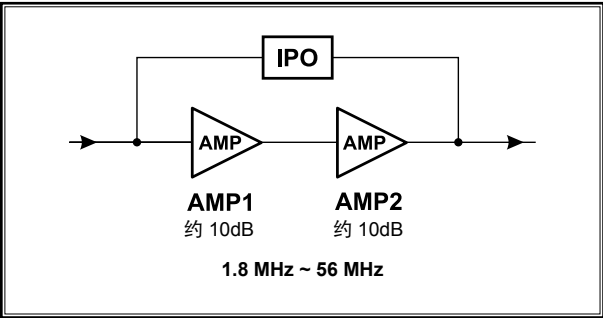 IPO
AMP AMP
AMP1 AMP2
约 10dB 约 10dB
1.8 MHz ~ 56 MHz